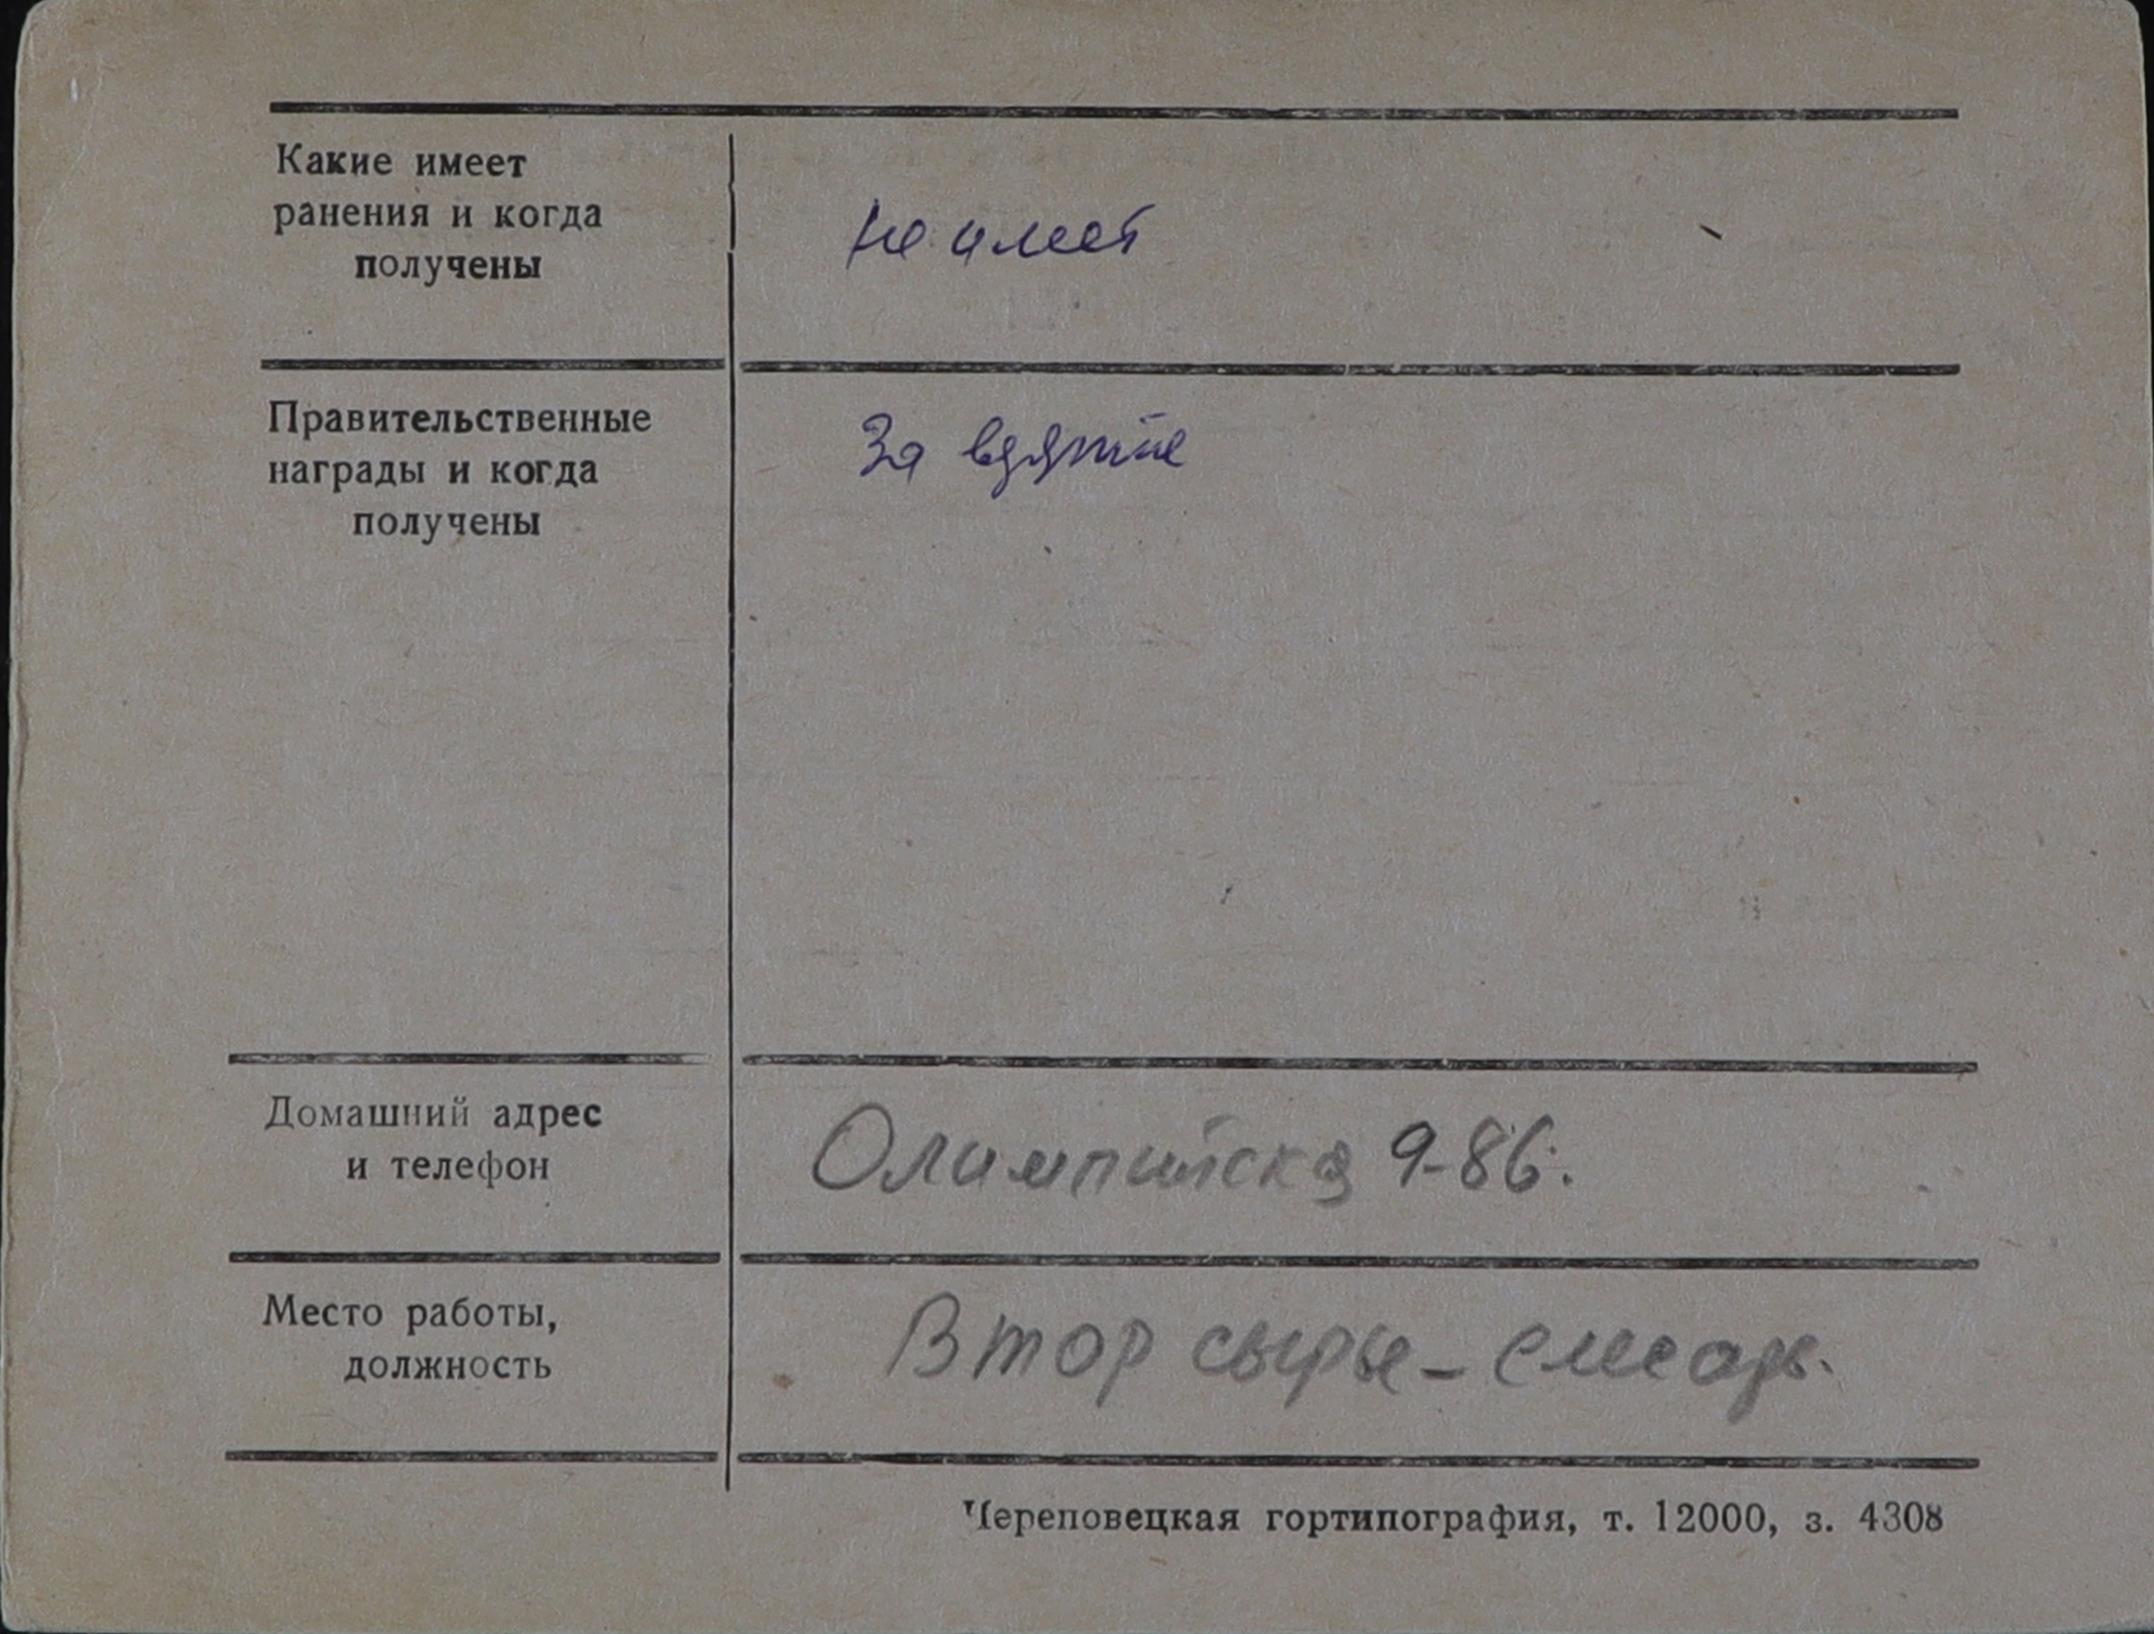 Какие имеет
ранения и когда
получены
не имеет
Правительственные
награды и когда
получены
За взятие
Домашний адрес
и телефон
Олимпийская 9-86.
Место работы,
должность
Втор сырье - слесарь.
Череповецкая гортипография, т. 12000, з. 4308